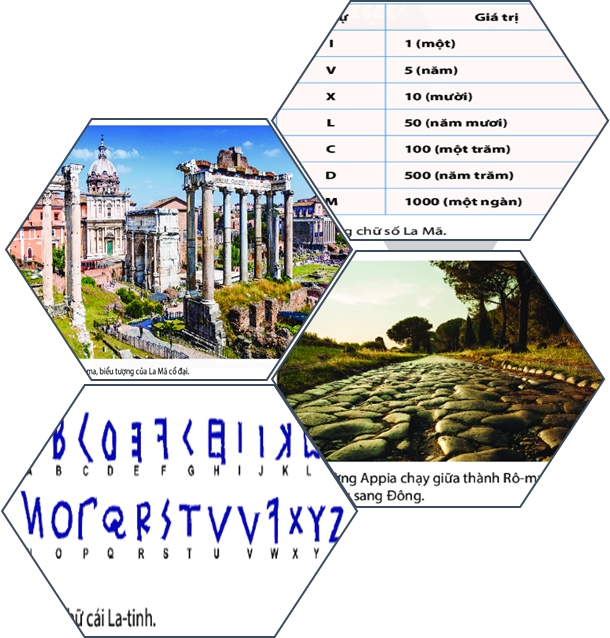 Giá trị
I 1 (một)
V 5 (năm)
X 10 (mười)
L 50 (năm mươi)
C 100 (một trăm)
D 500 (năm trăm)
M 1000 (một ngàn)
chữ số La Mã.
biểu tượng của La Mã cổ đại.
Appia chạy giữa thành Rô-ma
sang Đông.
B C D E F G H I J K L
O P Q R S T U V W X Y
cái La-tinh.